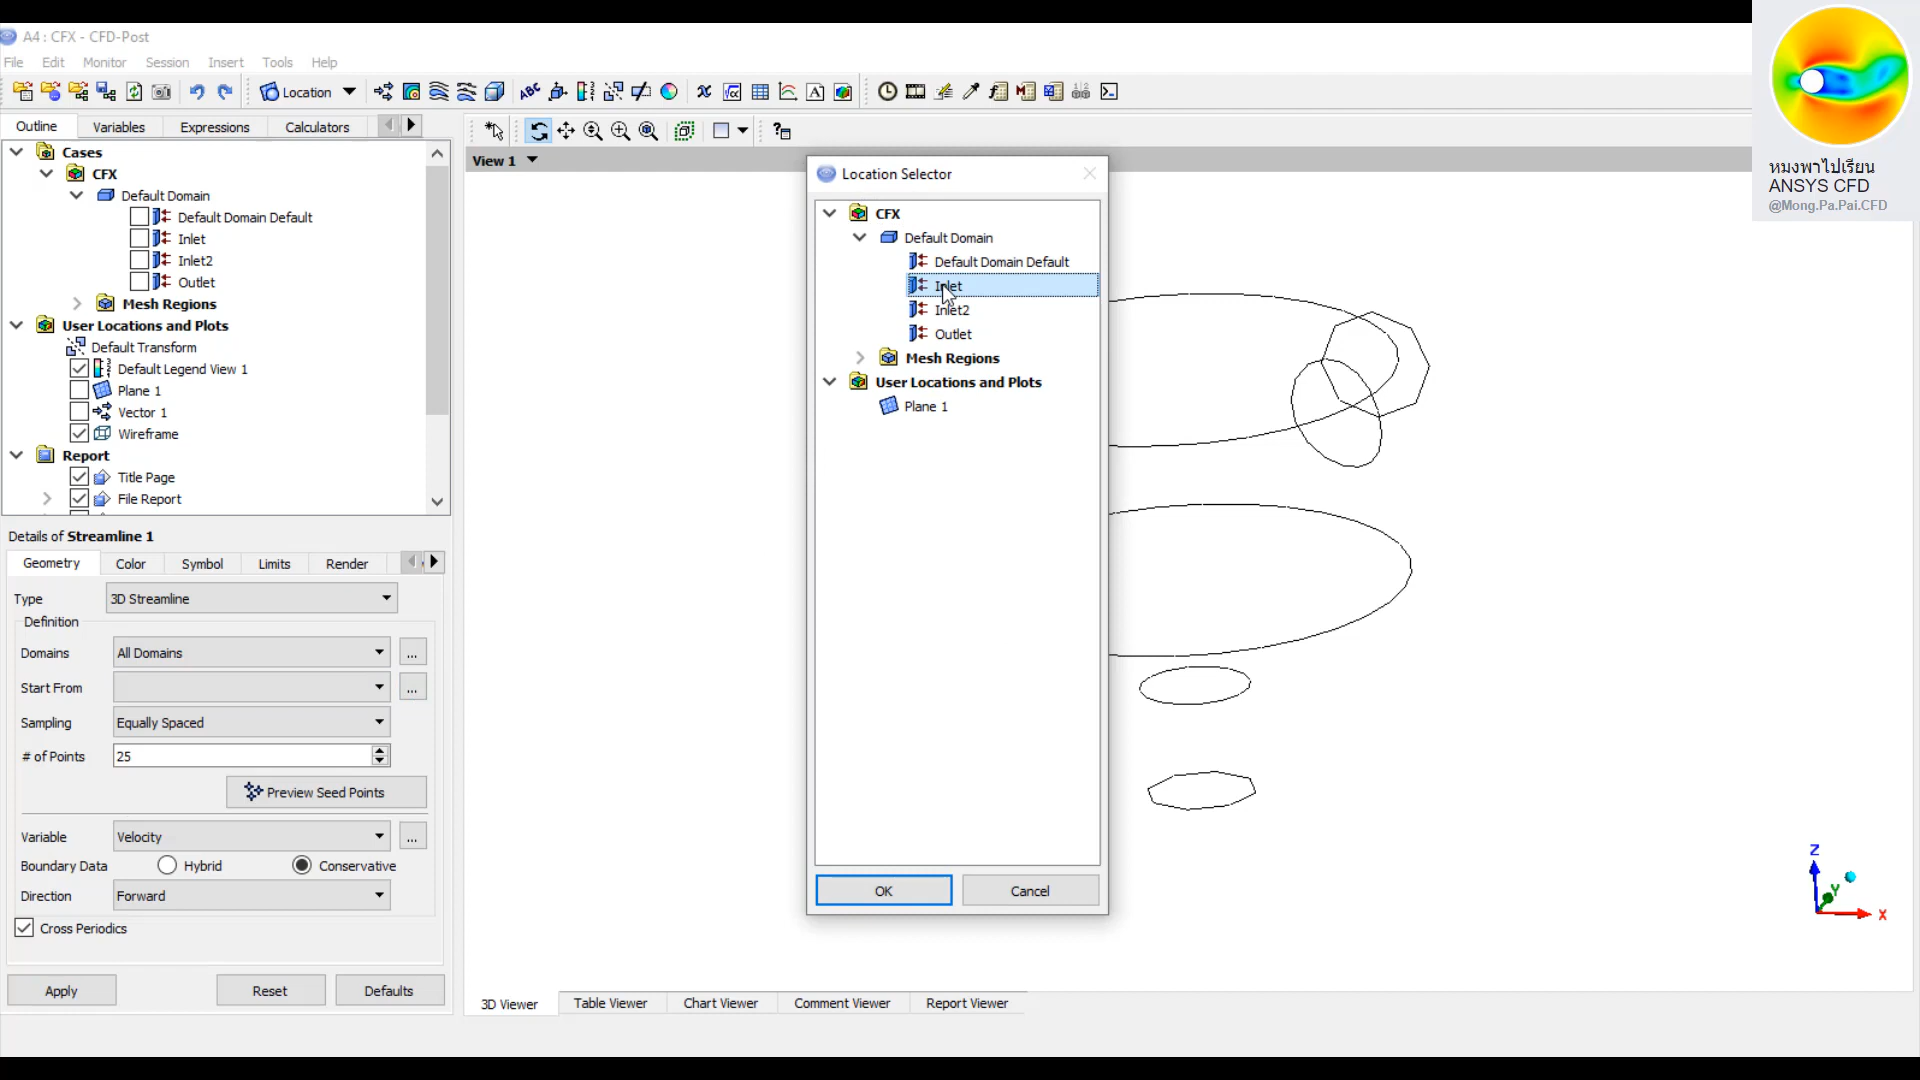 A4 : CFX - CFD-Post
File Edit Monitor Session Insert Tools Help
Location
Outline Variables Expressions Calculators
Cases
CFX
Default Domain
Default Domain Default
Inlet
Inlet2
Outlet
Mesh Regions
User Locations and Plots
Default Transform
Default Legend View 1
Plane 1
Vector 1
Wireframe
Report
Title Page
File Report
Details of Streamline 1
Geometry Color Symbol Limits Render
Type 3D Streamline
Definition
Domains All Domains ...
Start From ...
Sampling Equally Spaced
# of Points 25
Preview Seed Points
Variable Velocity ...
Boundary Data Hybrid Conservative
Direction Forward
Cross Periodics
Apply Reset Defaults
View 1
Location Selector
CFX
Default Domain
Default Domain Default
Inlet
Inlet2
Outlet
Mesh Regions
User Locations and Plots
Plane 1
OK Cancel
Z
Y
X
3D Viewer Table Viewer Chart Viewer Comment Viewer Report Viewer
หมงพาไปเรียน
ANSYS CFD
@Mong.Pa.Pai.CFD